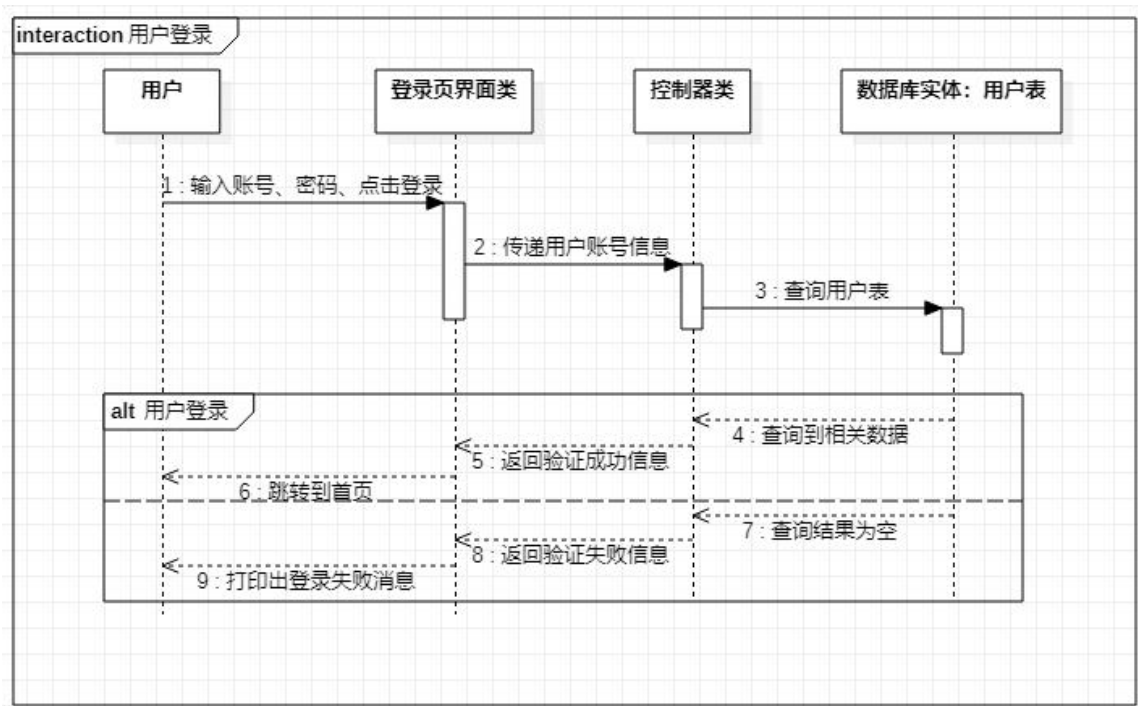 interaction 用户登录
用户
登录页界面类
控制器类
数据库实体：用户表
1 : 输入账号、密码、点击登录
2 : 传递用户账号信息
3 : 查询用户表
alt 用户登录
4 : 查询到相关数据
5 : 返回验证成功信息
6 : 跳转到首页
7 : 查询结果为空
8 : 返回验证失败信息
9 : 打印出登录失败消息